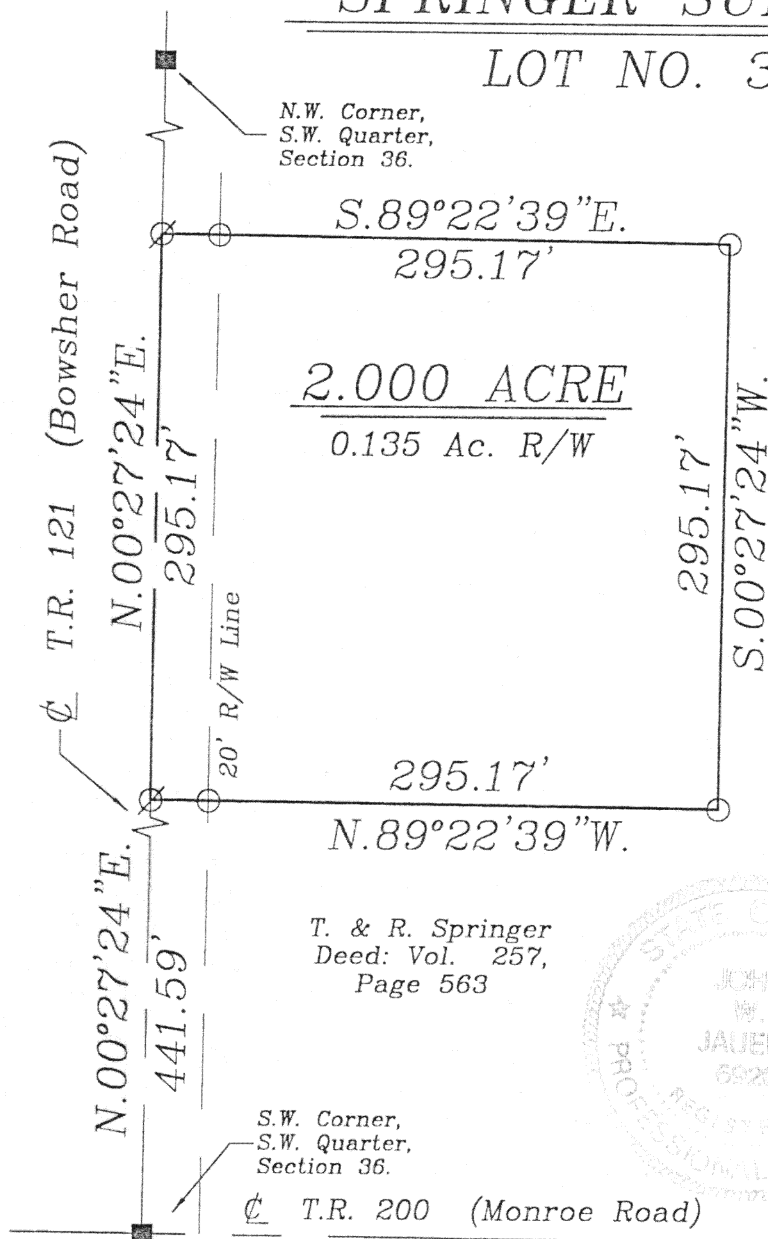 LOT NO. 3
N.W. Corner,
S.W. Quarter,
Section 36.
S.89°22'39"E.
295.17'
℄ T.R. 121 (Bowsher Road)
N.00°27'24"E.
295.17'
2.000 ACRE
0.135 Ac. R/W
295.17'
S.00°27'24"W.
20' R/W Line
295.17'
N.89°22'39"W.
N.00°27'24"E.
441.59'
T. & R. Springer
Deed: Vol. 257,
Page 563
STATE
W.
S.W. Corner,
S.W. Quarter,
Section 36.
℄ T.R. 200 (Monroe Road)